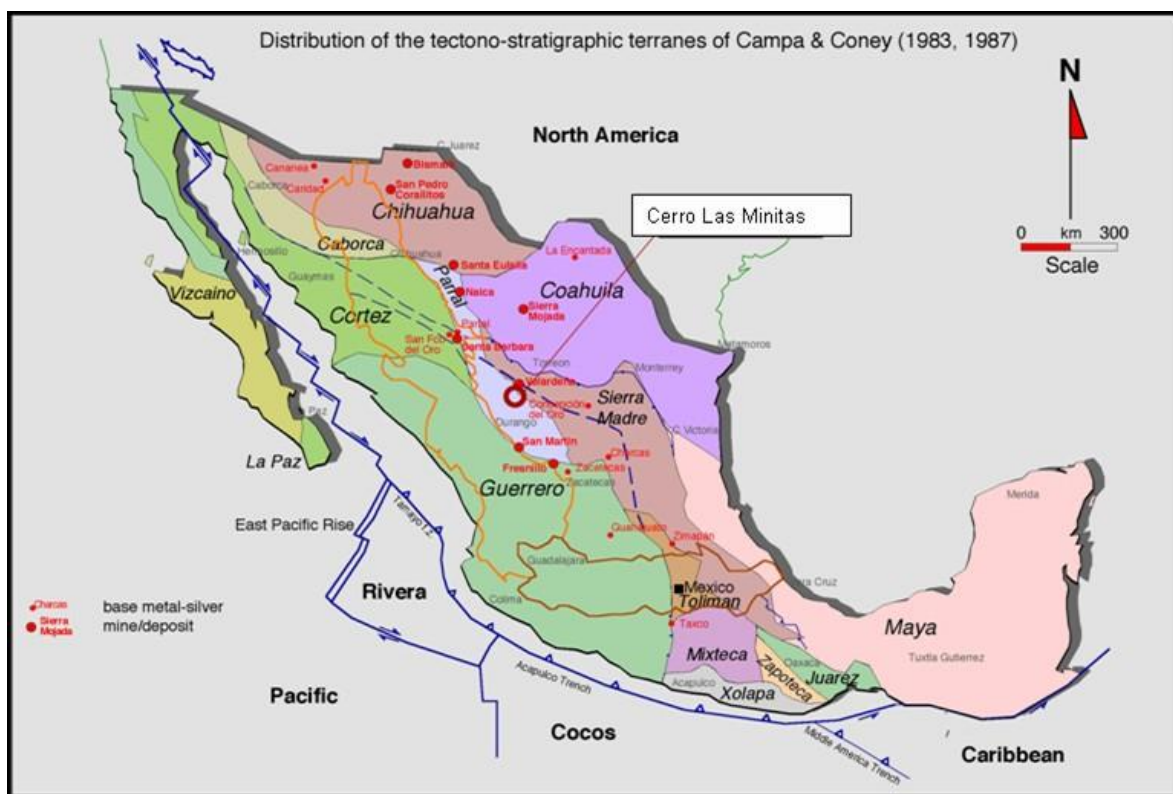 Distribution of the tectono-stratigraphic terranes of Campa & Coney (1983, 1987)
N
North America
C. Juarez
Cananea
Bismark
Caridad
Caborca
San Pedro
Corallitos
Chihuahua
Cerro Las Minitas
0 km 300
Scale
Caborca
Hermosillo
Chihuahua
La Encantada
Santa Eulalia
Guaymas
Parral
Naica
Coahuila
Vizcaino
Cortez
Sierra
Mojada
Parral
San Fco
del Oro
Santa Barbara
Matamoros
Torreon
Monterrey
Velardeña
Sierra
Madre
Concepción
del Oro
Paz
Durango
C. Victoria
La Paz
San Martin
Charcas
Fresnillo
Zacatecas
Zacatecas
Guerrero
Merida
East Pacific Rise
Tamayo f.z.
Guanajuato
Zimapan
Guadalajara
Rivera
Mexico
Toliman
Colima
Charcas
base metal-silver
Sierra
Mojada
mine/deposit
Taxco
Maya
Mixteca
Oaxaca
Tuxtla Gutierrez
Zapoteca
Juarez
Acapulco
Xolapa
Acapulco Trench
Pacific
Cocos
Middle America Trench
Caribbean